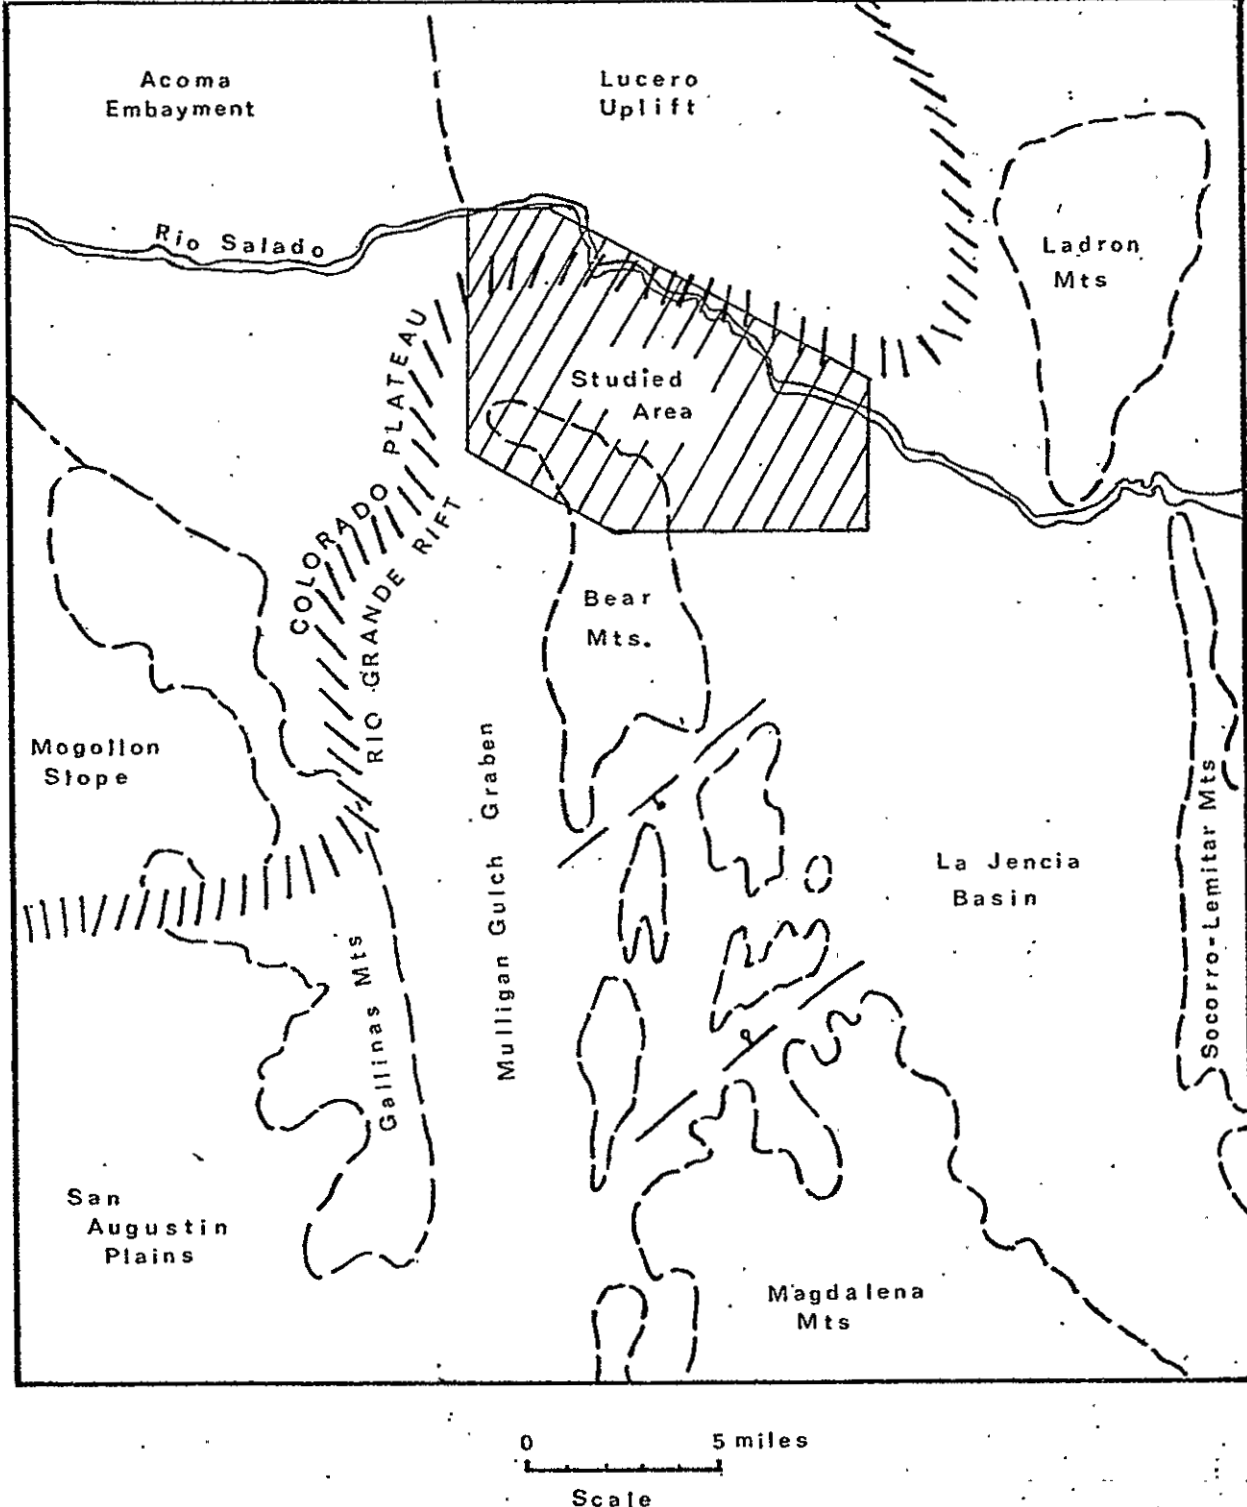 Acoma
Embayment
Lucero
Uplift
Rio Salado
Ladron
Mts
COLORADO PLATEAU
RIO GRANDE RIFT
Studied
Area
Bear
Mts.
Mogollon
Slope
Mulligan Gulch Graben
La Jencia
Basin
Socorro-Lemitar Mts
Gallinas Mts
San
Augustin
Plains
Magdalena
Mts
0 5 miles
Scale